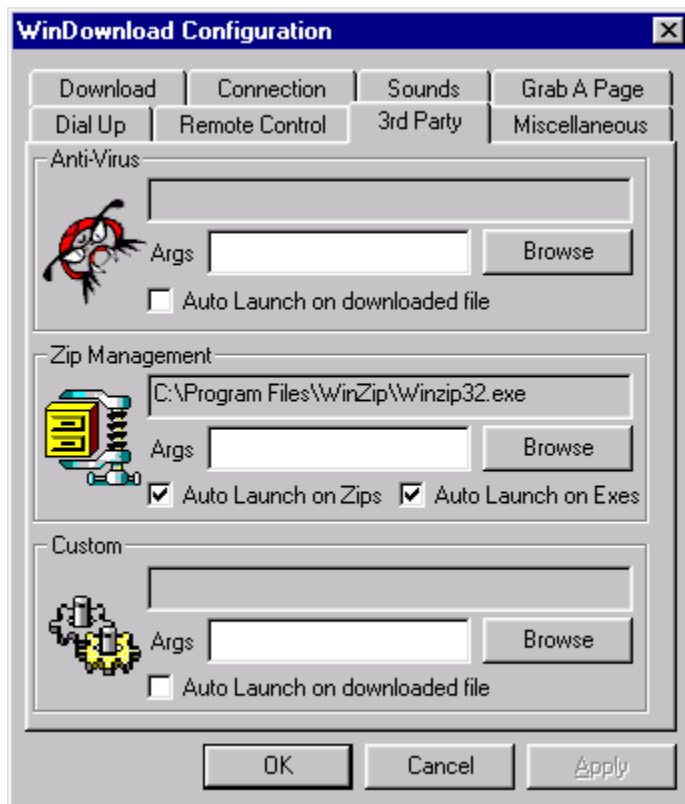 WinDownload Configuration
Download Connection Sounds Grab A Page
Dial Up Remote Control 3rd Party Miscellaneous
Anti-Virus
Args Browse
Auto Launch on downloaded file
Zip Management
C:\Program Files\WinZip\Winzip32.exe
Args Browse
Auto Launch on Zips Auto Launch on Exes
Custom
Args Browse
Auto Launch on downloaded file
OK Cancel Apply